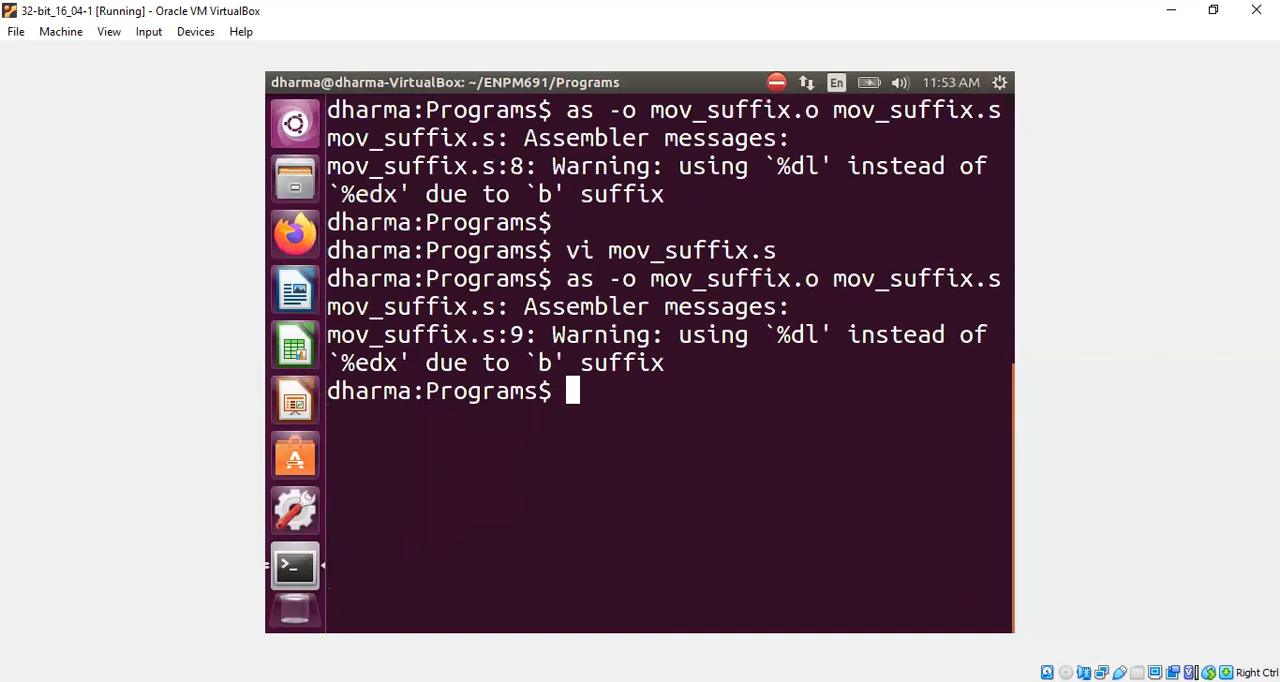 32-bit_16_04-1 [Running] - Oracle VM VirtualBox
File Machine View Input Devices Help
dharma@dharma-VirtualBox: ~/ENPM691/Programs En 11:53 AM
dharma:Programs$ as -o mov_suffix.o mov_suffix.s
mov_suffix.s: Assembler messages:
mov_suffix.s:8: Warning: using `%dl' instead of
`%edx' due to `b' suffix
dharma:Programs$
dharma:Programs$ vi mov_suffix.s
dharma:Programs$ as -o mov_suffix.o mov_suffix.s
mov_suffix.s: Assembler messages:
mov_suffix.s:9: Warning: using `%dl' instead of
`%edx' due to `b' suffix
dharma:Programs$
Right Ctrl